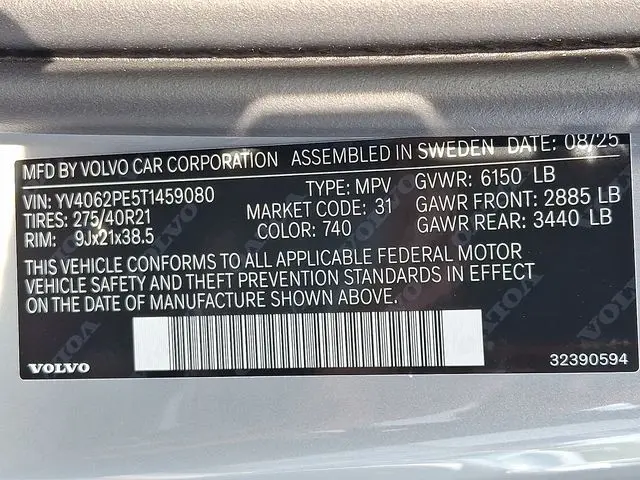 MFD BY VOLVO CAR CORPORATION ASSEMBLED IN SWEDEN DATE: 08/25
VIN: YV4062PE5T1459080 TYPE: MPV GVWR: 6150 LB
TIRES: 275/40R21 MARKET CODE: 31 GAWR FRONT: 2885 LB
RIM: 9Jx21x38.5 COLOR: 740 GAWR REAR: 3440 LB
THIS VEHICLE CONFORMS TO ALL APPLICABLE FEDERAL MOTOR
VEHICLE SAFETY AND THEFT PREVENTION STANDARDS IN EFFECT
ON THE DATE OF MANUFACTURE SHOWN ABOVE.
VOLVO 32390594